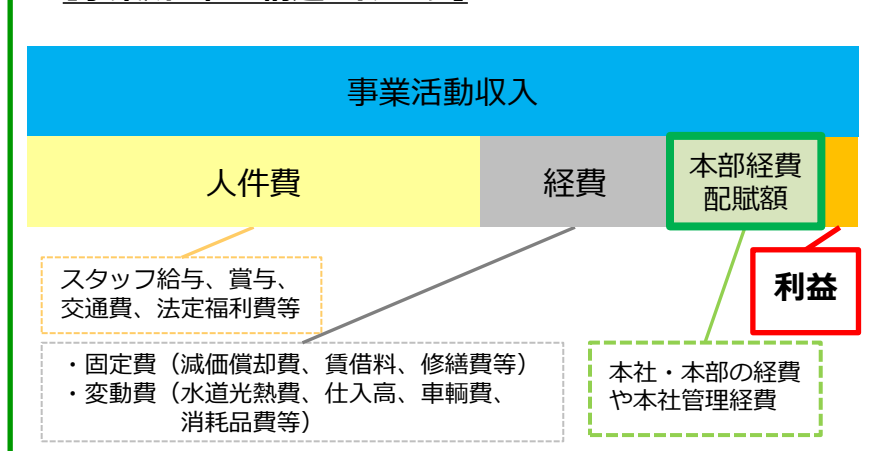 事業活動収入
人件費
経費
本部経費
配賦額
スタッフ給与、賞与、
交通費、法定福利費等
利益
・固定費（減価償却費、賃借料、修繕費等）
・変動費（水道光熱費、仕入高、車輌費、
消耗品費等）
本社・本部の経費
や本社管理経費